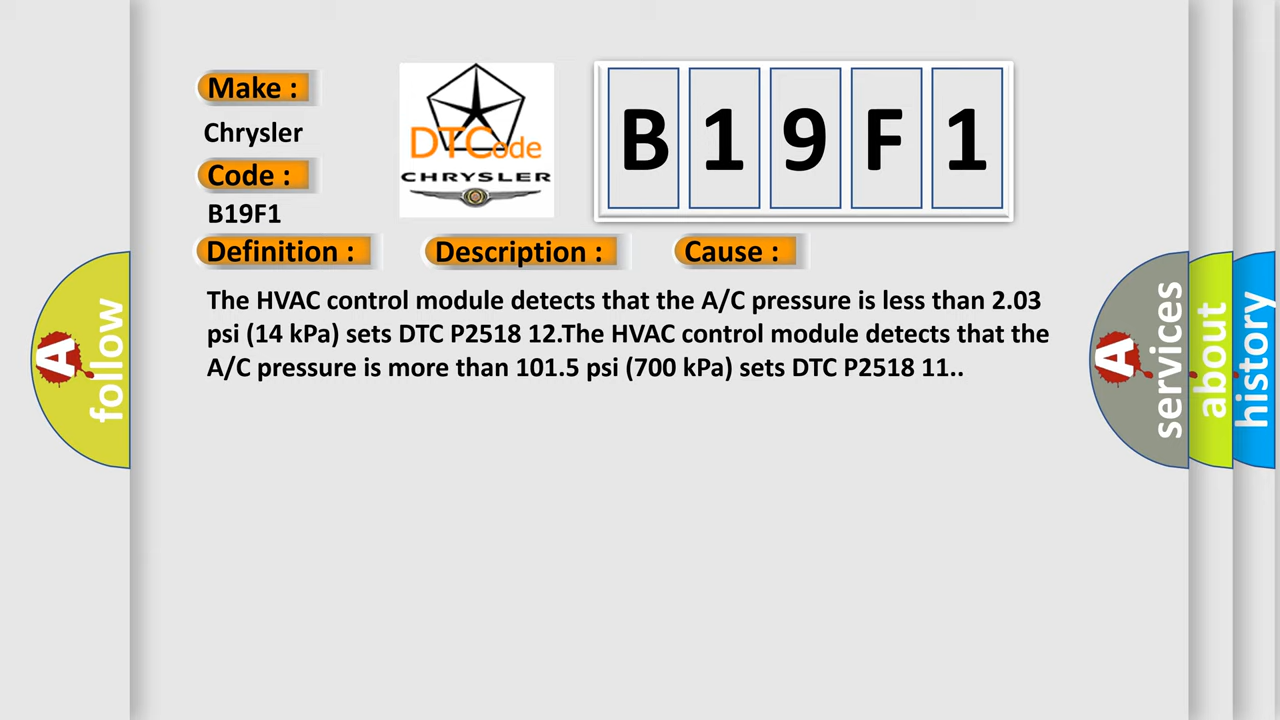 Make :
Chrysler
Code :
B19F1
DTCode
CHRYSLER
B 1 9 F 1
Definition :
Description :
Cause :
The HVAC control module detects that the A/C pressure is less than 2.03
psi (14 kPa) sets DTC P2518 12.The HVAC control module detects that the
A/C pressure is more than 101.5 psi (700 kPa) sets DTC P2518 11..
A
follow
A
services
about
history